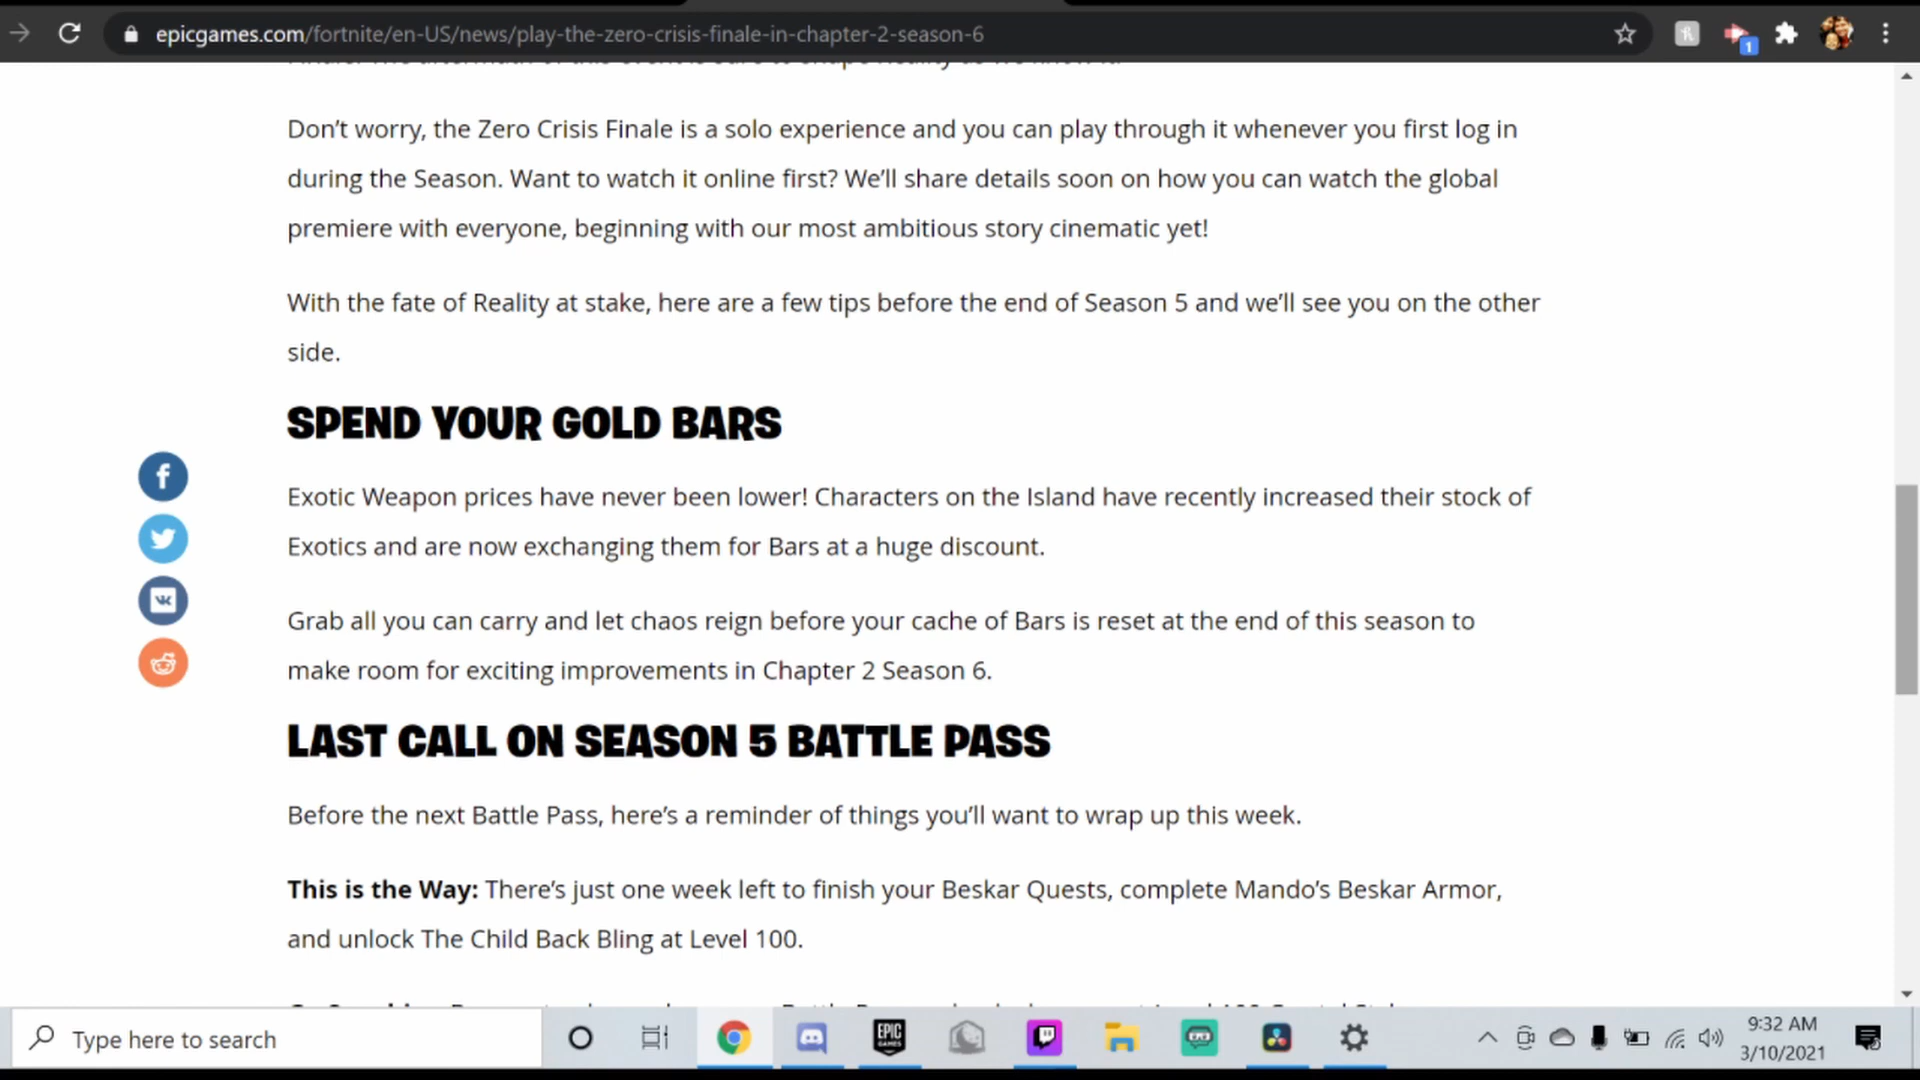 epicgames.com/fortnite/en-US/news/play-the-zero-crisis-finale-in-chapter-2-season-6
1
Don’t worry, the Zero Crisis Finale is a solo experience and you can play through it whenever you first log in
during the Season. Want to watch it online first? We’ll share details soon on how you can watch the global
premiere with everyone, beginning with our most ambitious story cinematic yet!
With the fate of Reality at stake, here are a few tips before the end of Season 5 and we’ll see you on the other
side.
SPEND YOUR GOLD BARS
Exotic Weapon prices have never been lower! Characters on the Island have recently increased their stock of
Exotics and are now exchanging them for Bars at a huge discount.
Grab all you can carry and let chaos reign before your cache of Bars is reset at the end of this season to
make room for exciting improvements in Chapter 2 Season 6.
LAST CALL ON SEASON 5 BATTLE PASS
Before the next Battle Pass, here’s a reminder of things you’ll want to wrap up this week.
This is the Way: There’s just one week left to finish your Beskar Quests, complete Mando’s Beskar Armor,
and unlock The Child Back Bling at Level 100.
Type here to search
EPIC
GAMES
9:32 AM
3/10/2021